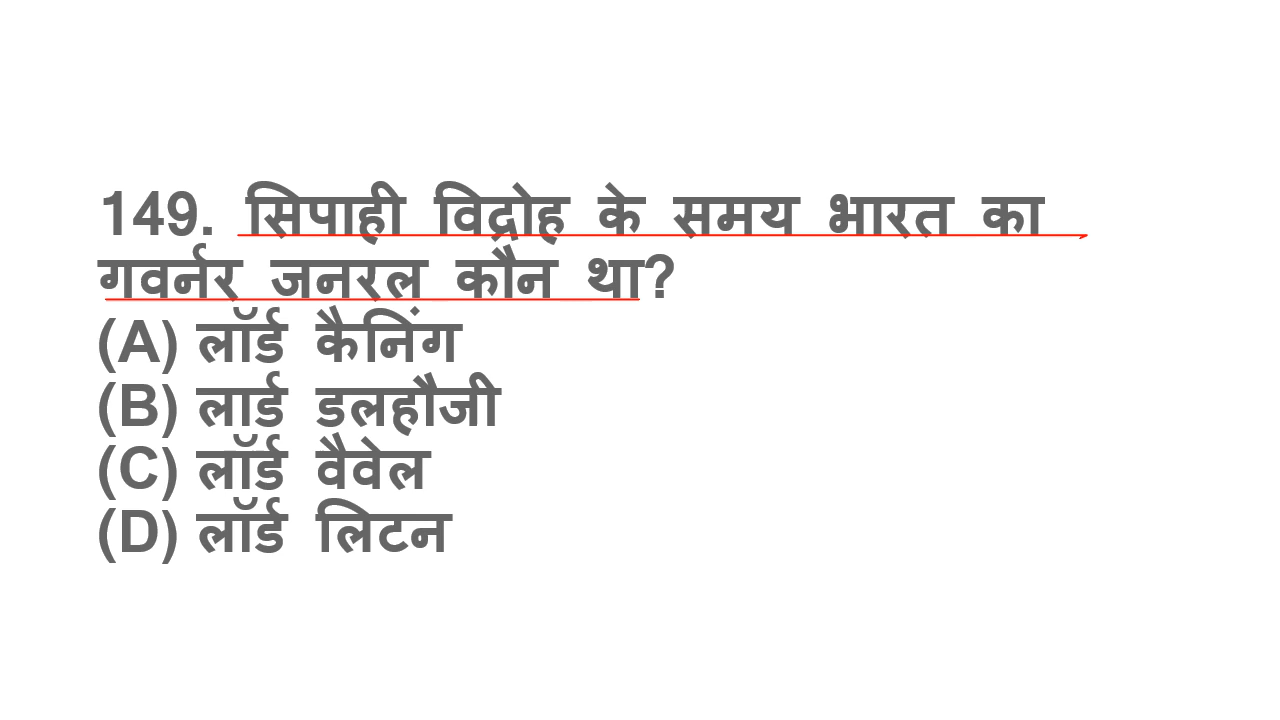 149. सिपाही विद्रोह के समय भारत का
गवर्नर जनरल कौन था?
(A) लॉर्ड कैनिंग
(B) लार्ड डलहौजी
(C) लॉर्ड वैवेल
(D) लॉर्ड लिटन